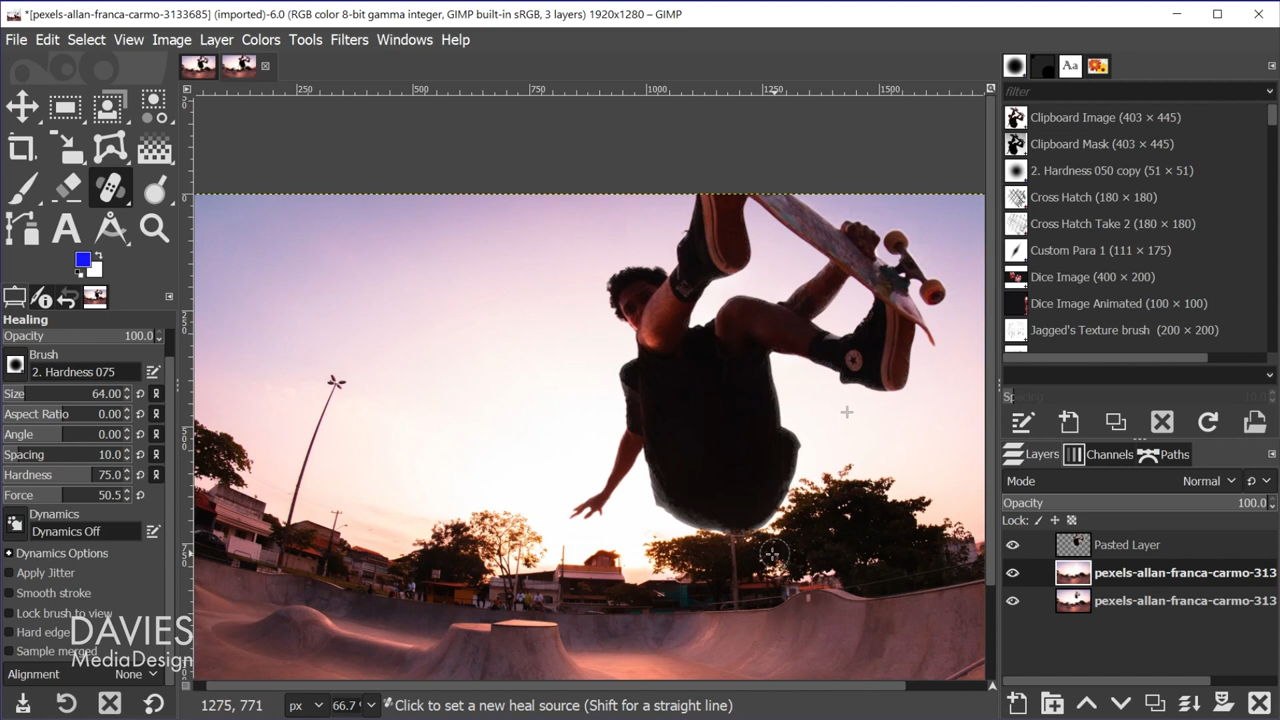 *[pexels-allan-franca-carmo-3133685] (imported)-6.0 (RGB color 8-bit gamma integer, GIMP built-in sRGB, 3 layers) 1920x1280 – GIMP
File Edit Select View Layer Image Colors Tools Filters Windows Help
250 500 750 1000 1250 1500
0
250
500
750
Healing
Opacity 100.0
Brush
2. Hardness 075
Size 64.00
Aspect Ratio 0.00
Angle 0.00
Spacing 10.0
Hardness 75.0
Force 50.5
Dynamics
Dynamics Off
Dynamics Options
Apply Jitter
Smooth stroke
Lock brush to view
Hard edge
Sample merged
Alignment None
DAVIES
MediaDesign
Aa
filter
Clipboard Image (403 × 445)
Clipboard Mask (403 × 445)
2. Hardness 050 copy (51 × 51)
Cross Hatch (180 × 180)
Cross Hatch Take 2 (180 × 180)
Custom Para 1 (111 × 175)
Dice Image (400 × 200)
Dice Image Animated (100 × 100)
Jagged's Texture brush (200 × 200)
Spacing 10.0
Layers Channels Paths
Mode Normal
Opacity 100.0
Lock:
Pasted Layer
pexels-allan-franca-carmo-313
pexels-allan-franca-carmo-313
1275, 771 px 66.7 Click to set a new heal source (Shift for a straight line)